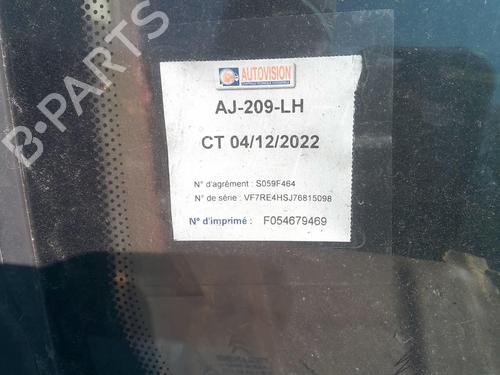 AUTOVISION
AJ-209-LH
CT 04/12/2022
N° d'agrément : S059F464
N° de série : VF7RE4HSJ76815098
N° d'imprimé : F054679469
B-PARTS